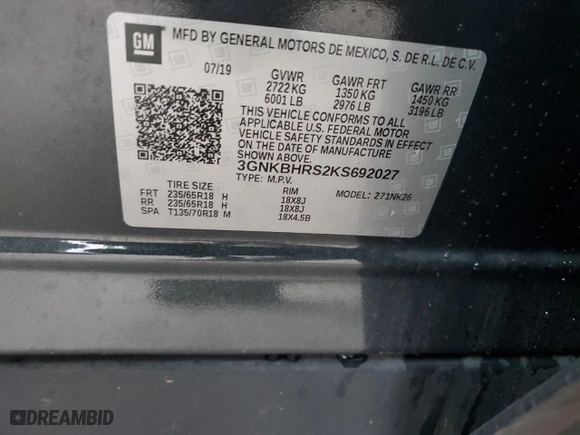 GM
MFD BY GENERAL MOTORS DE MEXICO, S. DE R.L. DE C.V.
07/19
GVWR GAWR FRT GAWR RR
2722 KG 1350 KG 1450 KG
6001 LB 2976 LB 3196 LB
THIS VEHICLE CONFORMS TO ALL
APPLICABLE U.S. FEDERAL MOTOR
VEHICLE SAFETY STANDARDS IN EFFECT
ON THE DATE OF MANUFACTURE SHOWN ABOVE.
3GNKBHRS2KS692027
TYPE: M.P.V. MODEL: 271NK26
TIRE SIZE RIM
FRT 235/65R18 H 18X8J
RR 235/65R18 H 18X8J
SPA T135/70R18 M 18X4.5B
DREAMBID